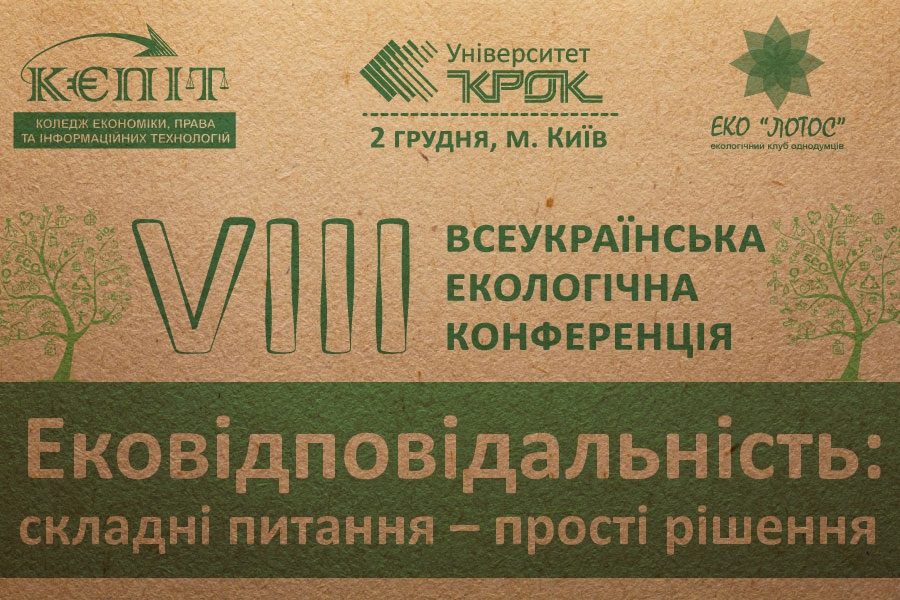 КЄПІТ
КОЛЕДЖ ЕКОНОМІКИ, ПРАВА
ТА ІНФОРМАЦІЙНИХ ТЕХНОЛОГІЙ
Університет
КРОК
2 ГРУДНЯ, м. Київ
ЕКО "ЛОТОС"
екологічний клуб однодумців
VIII
ВСЕУКРАЇНСЬКА
ЕКОЛОГІЧНА
КОНФЕРЕНЦІЯ
Ековідповідальність:
складні питання – прості рішення